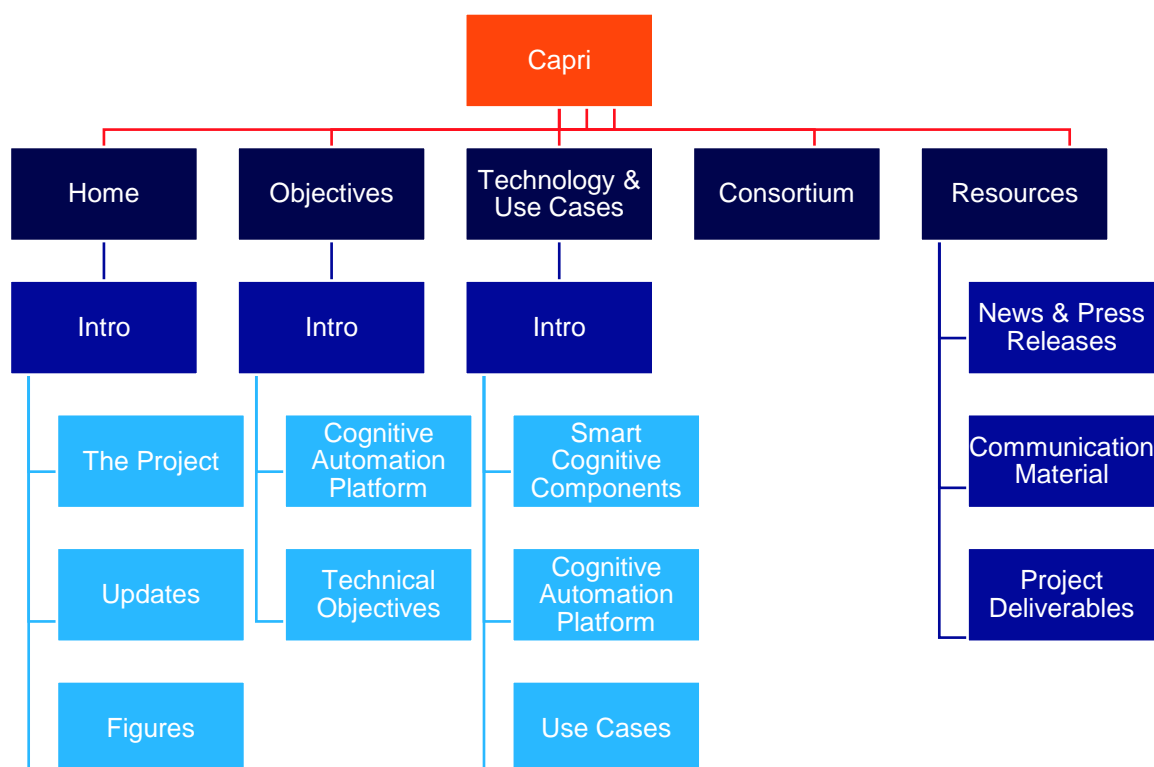 Capri
Home
Objectives
Technology &
Use Cases
Consortium
Resources
Intro
Intro
Intro
News & Press
Releases
The Project
Cognitive
Automation
Platform
Smart
Cognitive
Components
Communication
Material
Updates
Technical
Objectives
Cognitive
Automation
Platform
Project
Deliverables
Figures
Use Cases